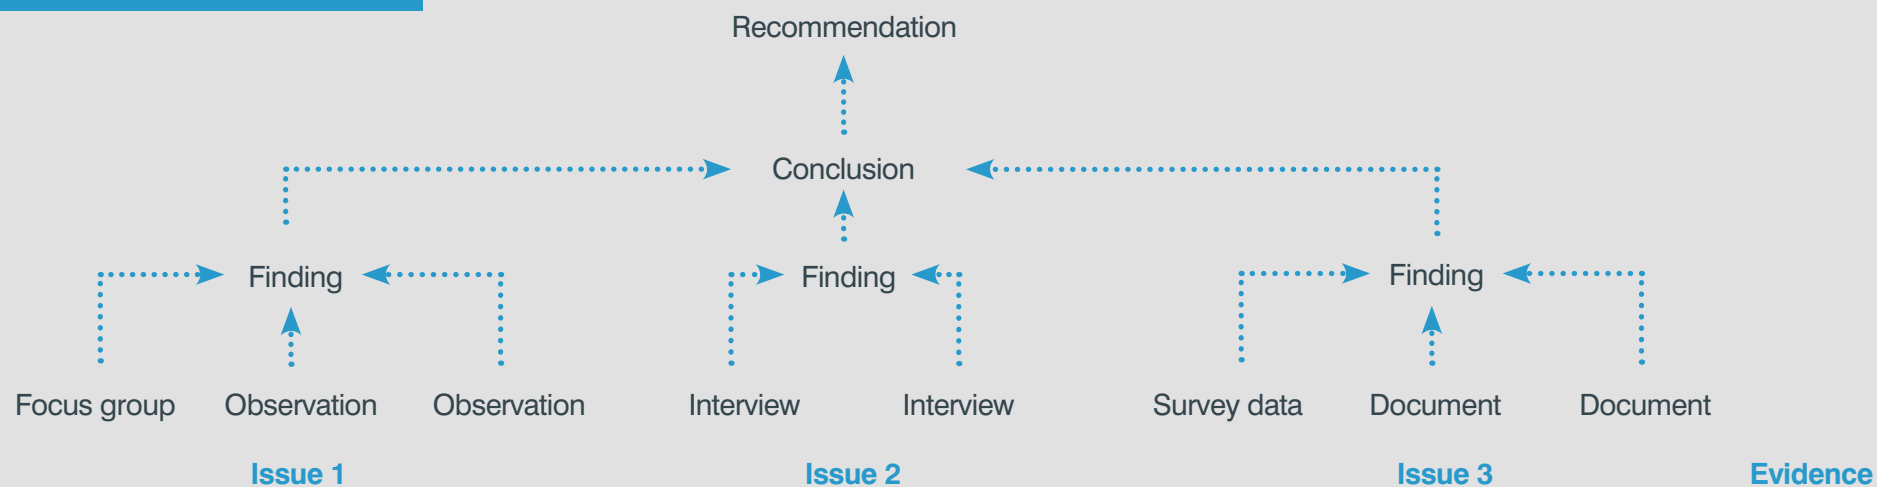 Recommendation
Conclusion
Finding
Finding
Finding
Focus group
Observation
Observation
Interview
Interview
Survey data
Document
Document
Issue 1
Issue 2
Issue 3
Evidence